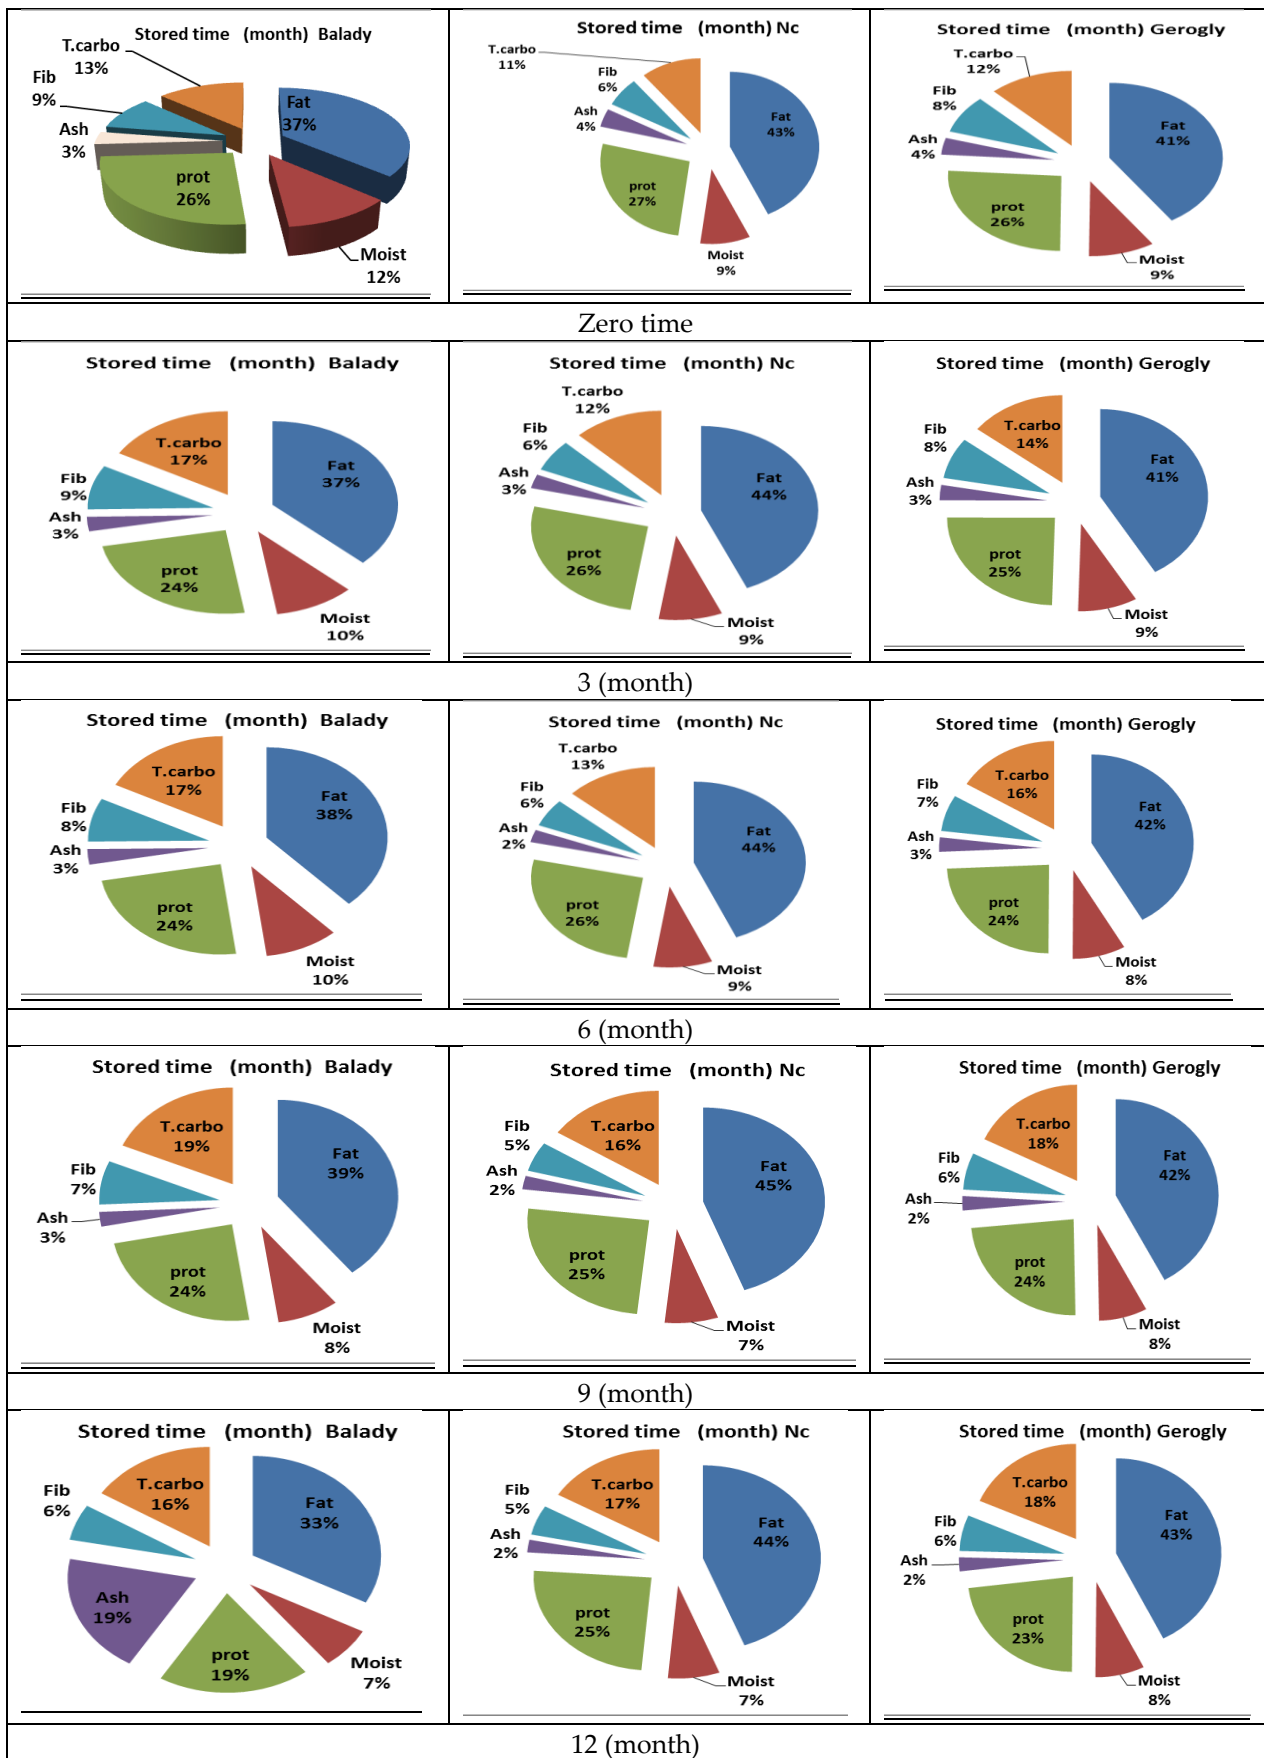 Stored time (month) Balady
T.carbo
13%
Fib
9%
Ash
3%
Fat
37%
prot
26%
Moist
12%
Stored time (month) Nc
T.carbo
11%
Fib
6%
Ash
4%
Fat
43%
prot
27%
Moist
9%
Stored time (month) Gerogly
T.carbo
12%
Fib
8%
Ash
4%
Fat
41%
prot
26%
Moist
9%
Zero time
Stored time (month) Balady
T.carbo
17%
Fib
9%
Ash
3%
Fat
37%
prot
24%
Moist
10%
Stored time (month) Nc
T.carbo
12%
Fib
6%
Ash
3%
Fat
44%
prot
26%
Moist
9%
Stored time (month) Gerogly
T.carbo
14%
Fib
8%
Ash
3%
Fat
41%
prot
25%
Moist
9%
3 (month)
Stored time (month) Balady
T.carbo
17%
Fib
8%
Ash
3%
Fat
38%
prot
24%
Moist
10%
Stored time (month) Nc
T.carbo
13%
Fib
6%
Ash
2%
Fat
44%
prot
26%
Moist
9%
Stored time (month) Gerogly
T.carbo
16%
Fib
7%
Ash
3%
Fat
42%
prot
24%
Moist
8%
6 (month)
Stored time (month) Balady
T.carbo
19%
Fib
7%
Ash
3%
Fat
39%
prot
24%
Moist
8%
Stored time (month) Nc
T.carbo
16%
Fib
5%
Ash
2%
Fat
45%
prot
25%
Moist
7%
Stored time (month) Gerogly
T.carbo
18%
Fib
6%
Ash
2%
Fat
42%
prot
24%
Moist
8%
9 (month)
Stored time (month) Balady
T.carbo
16%
Fib
6%
Ash
19%
Fat
33%
prot
19%
Moist
7%
Stored time (month) Nc
T.carbo
17%
Fib
5%
Ash
2%
Fat
44%
prot
25%
Moist
7%
Stored time (month) Gerogly
T.carbo
18%
Fib
6%
Ash
2%
Fat
43%
prot
23%
Moist
8%
12 (month)